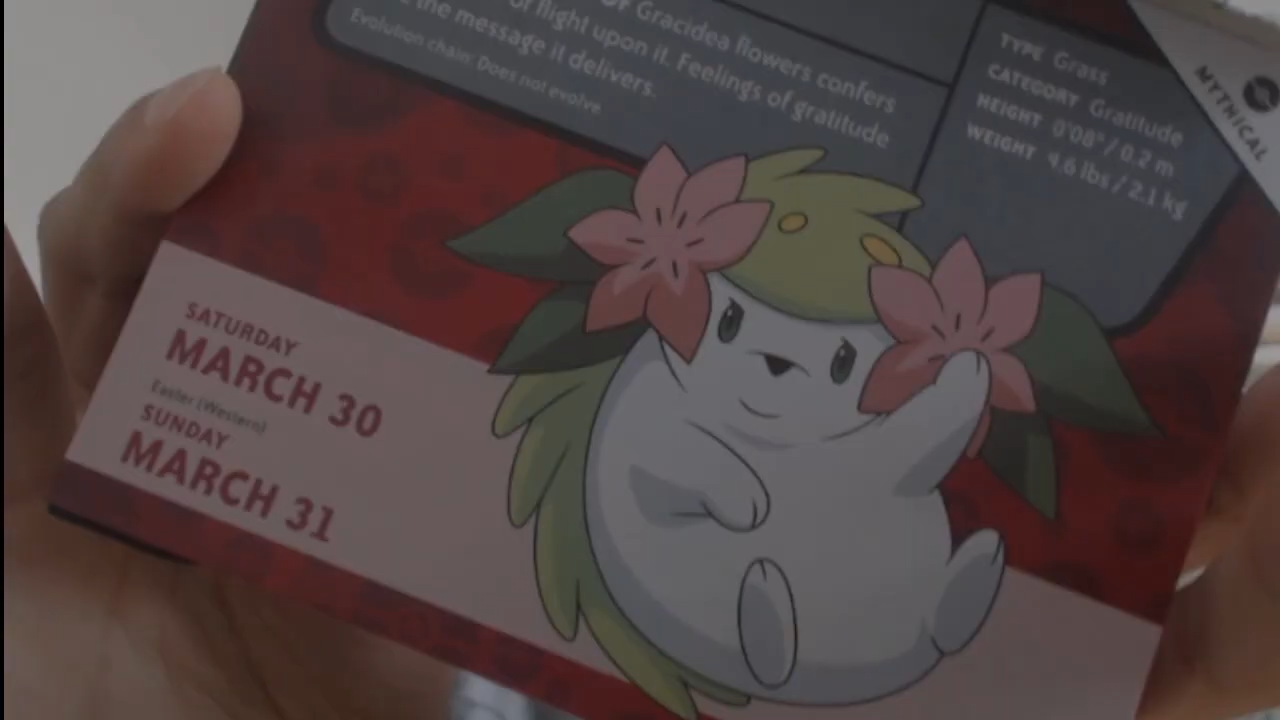 OF Gracidea flowers confers
of flight upon it. Feelings of gratitude
the message it delivers.
Evolution chain: Does not evolve
TYPE Grass
CATEGORY Gratitude
HEIGHT 0'08" / 0.2 m
WEIGHT 4.6 lbs / 2.1 kg
MYTHICAL
SATURDAY
MARCH 30
Easter (Western)
SUNDAY
MARCH 31